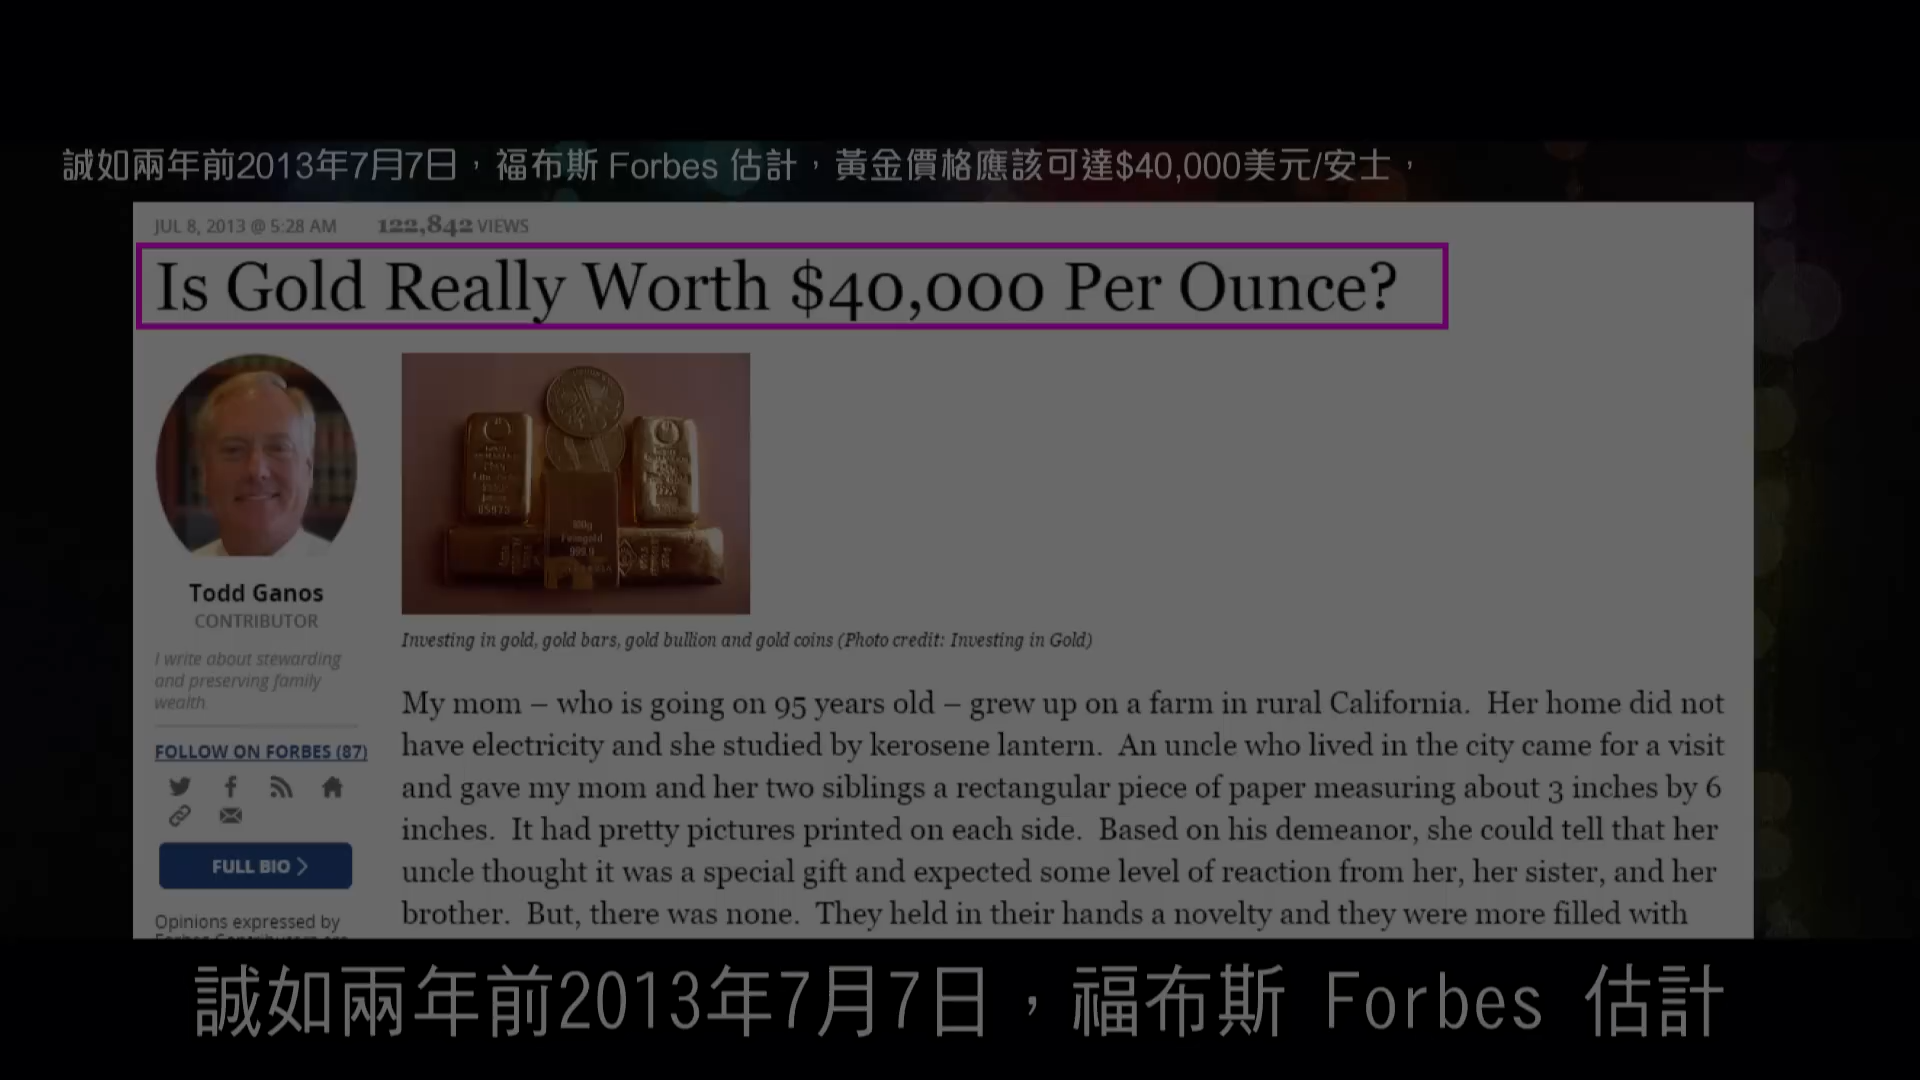 誠如兩年前2013年7月7日，福布斯 Forbes 估計，黃金價格應該可達$40,000美元/安士，
JUL 8, 2013 @ 5:28 AM 122,842 VIEWS
Is Gold Really Worth $40,000 Per Ounce?
Todd Ganos
CONTRIBUTOR
I write about stewarding
and preserving family
wealth
FOLLOW ON FORBES (87)
FULL BIO >
Opinions expressed by
100g
Feingold
999.9
Investing in gold, gold bars, gold bullion and gold coins (Photo credit: Investing in Gold)
My mom – who is going on 95 years old – grew up on a farm in rural California. Her home did not
have electricity and she studied by kerosene lantern. An uncle who lived in the city came for a visit
and gave my mom and her two siblings a rectangular piece of paper measuring about 3 inches by 6
inches. It had pretty pictures printed on each side. Based on his demeanor, she could tell that her
uncle thought it was a special gift and expected some level of reaction from her, her sister, and her
brother. But, there was none. They held in their hands a novelty and they were more filled with
誠如兩年前2013年7月7日，福布斯 Forbes 估計